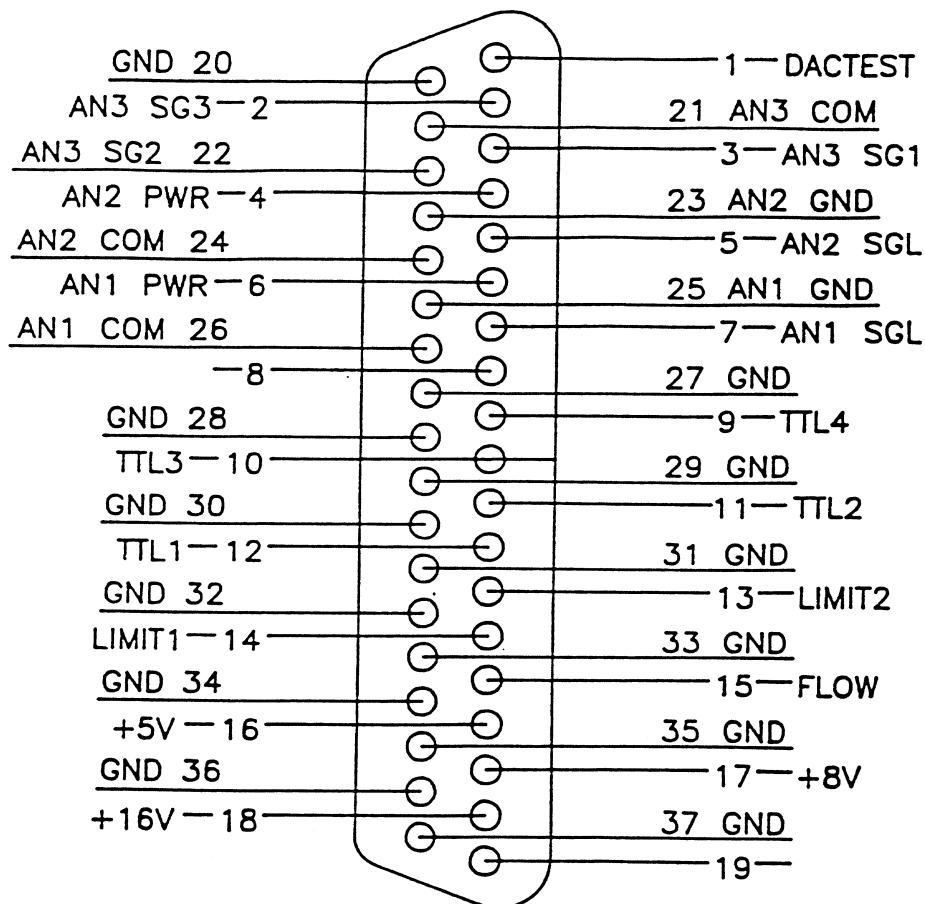 GND 20
1 — DACTEST
AN3 SG3 — 2
21 AN3 COM
AN3 SG2 22
3 — AN3 SG1
AN2 PWR — 4
23 AN2 GND
AN2 COM 24
5 — AN2 SGL
AN1 PWR — 6
25 AN1 GND
AN1 COM 26
7 — AN1 SGL
— 8
27 GND
GND 28
9 — TTL4
TTL3 — 10
29 GND
GND 30
11 — TTL2
TTL1 — 12
31 GND
GND 32
13 — LIMIT2
LIMIT1 — 14
33 GND
GND 34
15 — FLOW
+5V — 16
35 GND
GND 36
17 — +8V
+16V — 18
37 GND
19 —